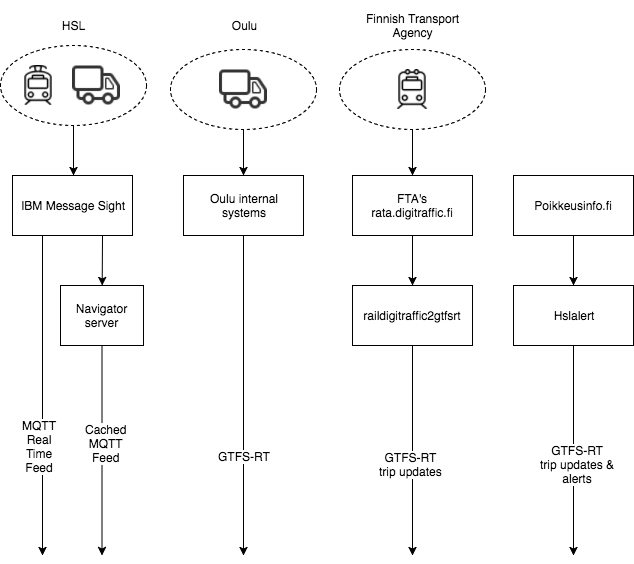 HSL
Oulu
Finnish Transport
Agency
IBM Message Sight
Oulu internal
systems
FTA's
rata.digitraffic.fi
Poikkeusinfo.fi
Navigator
server
raildigitraffic2gtfsrt
Hslalert
MQTT
Real
Time
Feed
Cached
MQTT
Feed
GTFS-RT
GTFS-RT
trip updates
GTFS-RT
trip updates &
alerts